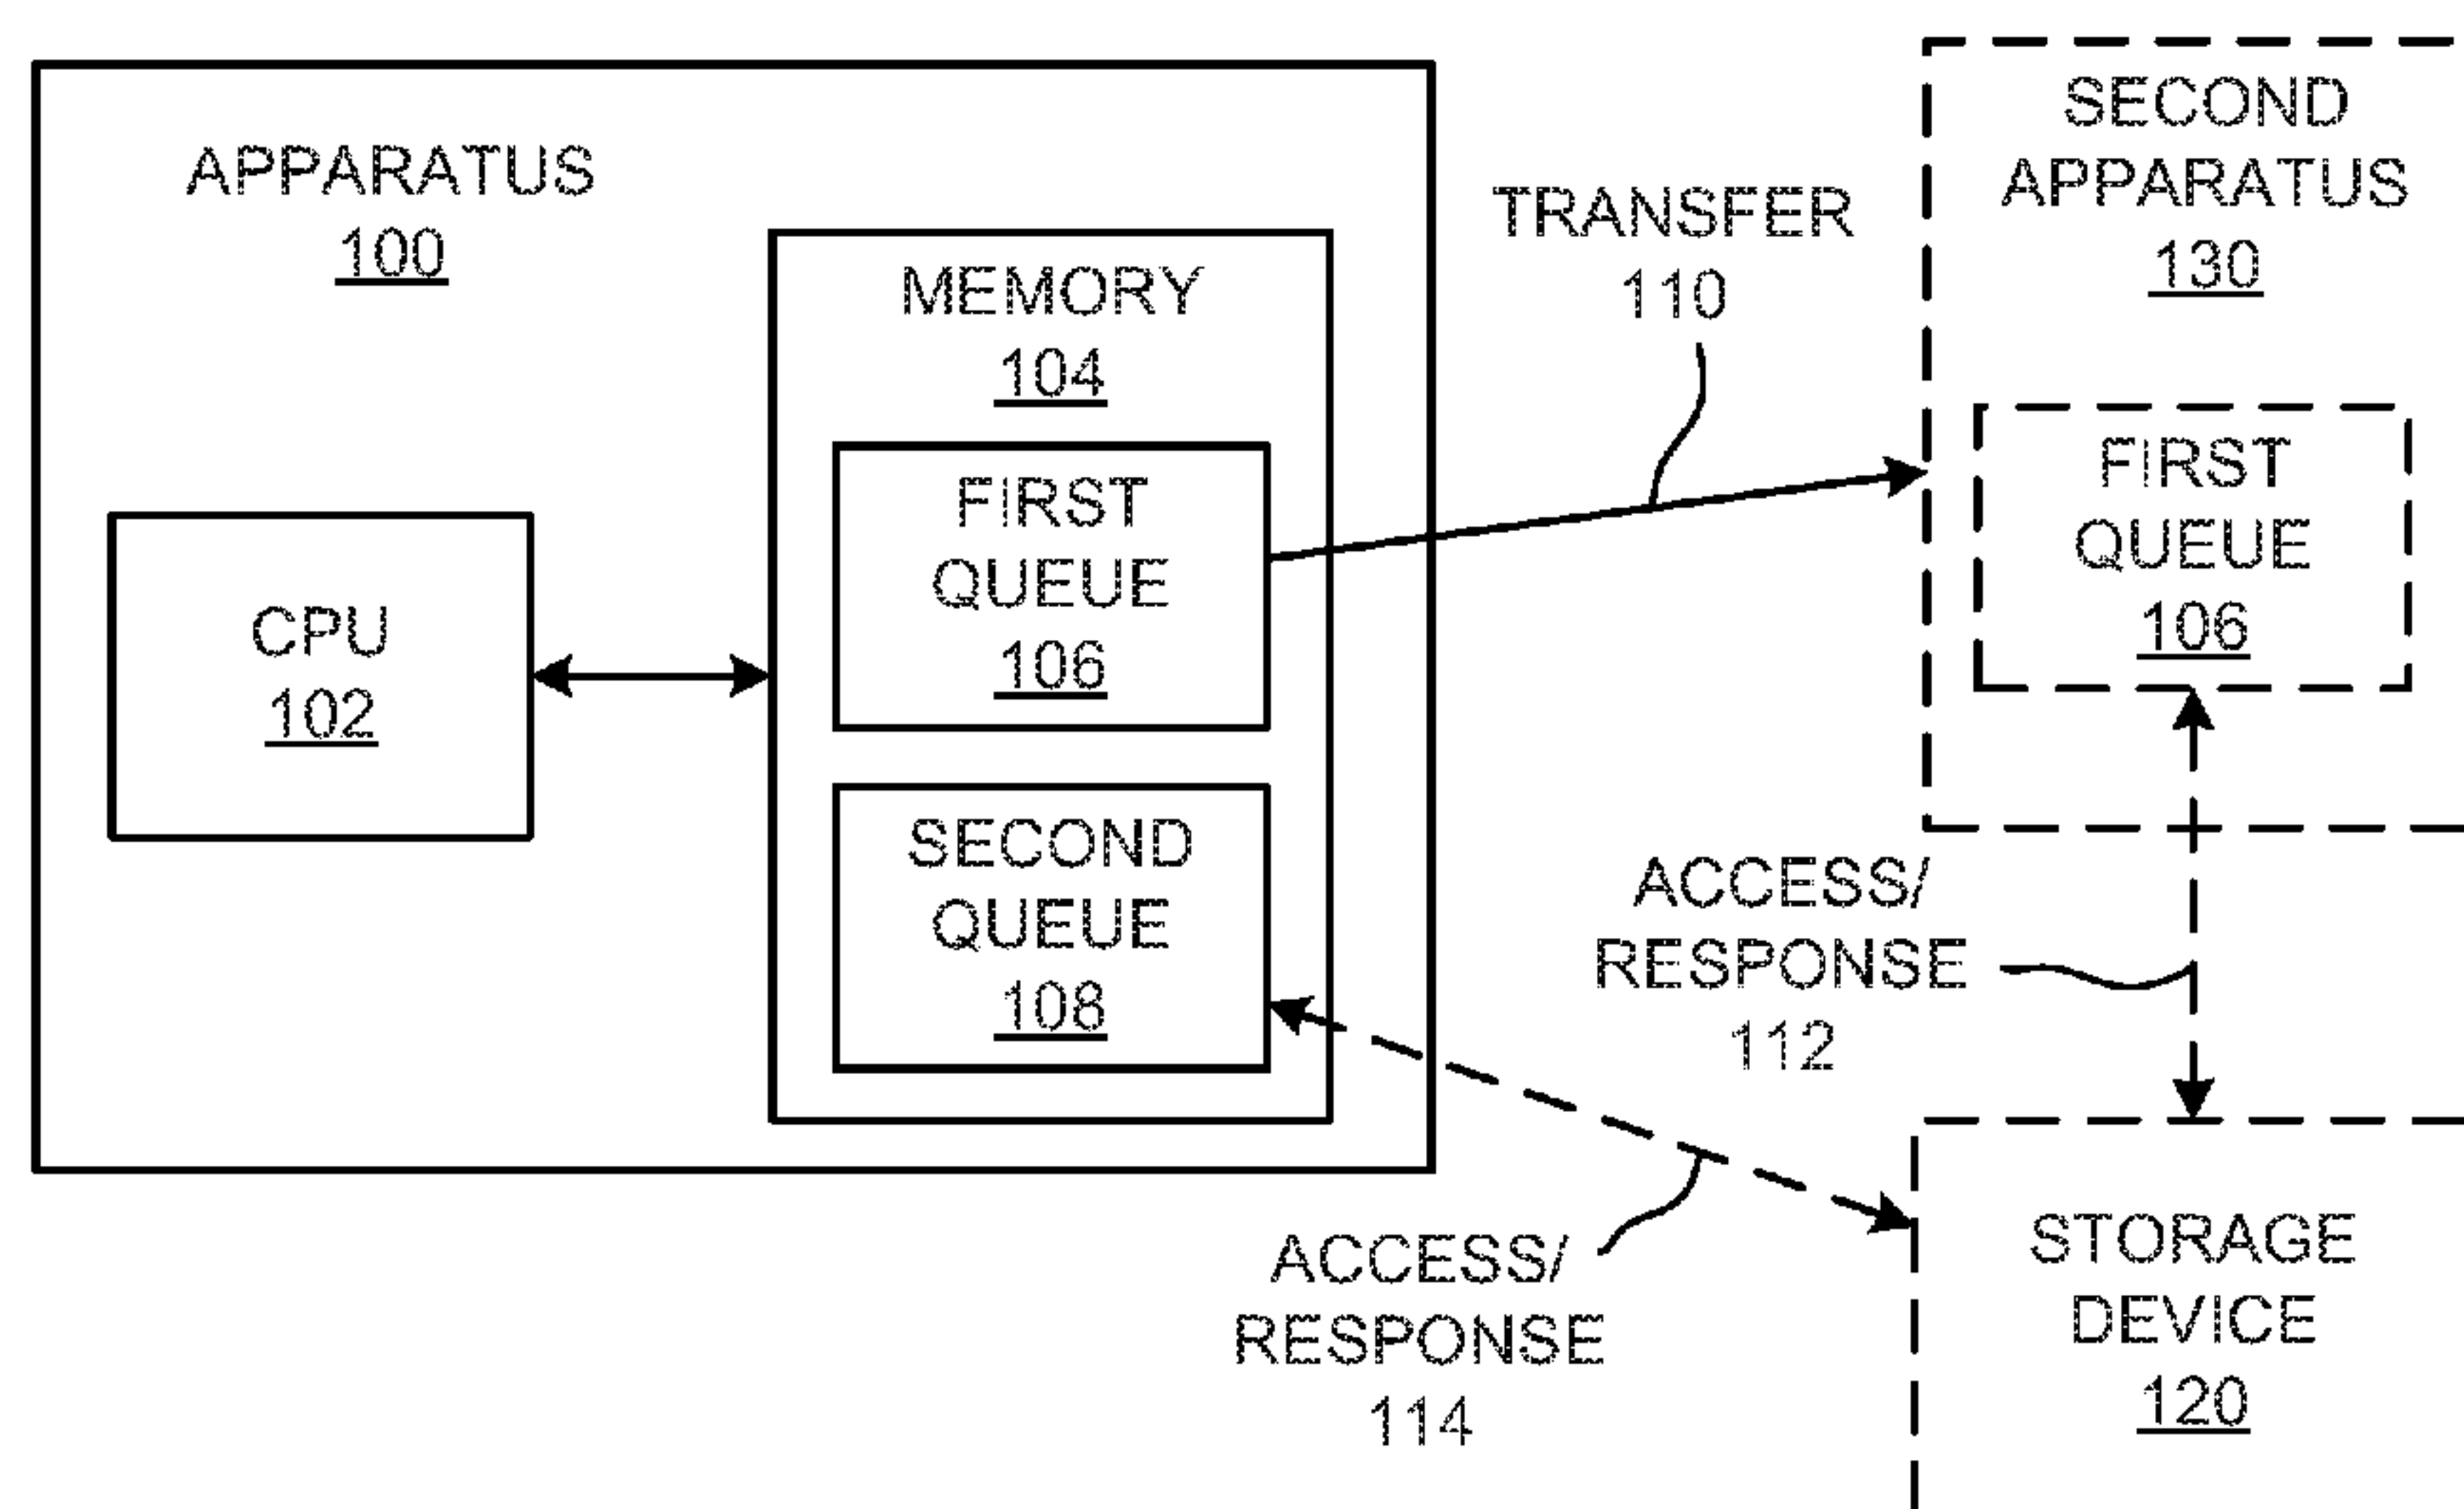 APPARATUS
100
CPU
102
MEMORY
104
FIRST
QUEUE
106
SECOND
QUEUE
108
TRANSFER
110
SECOND
APPARATUS
130
FIRST
QUEUE
106
ACCESS/
RESPONSE
112
ACCESS/
RESPONSE
114
STORAGE
DEVICE
120